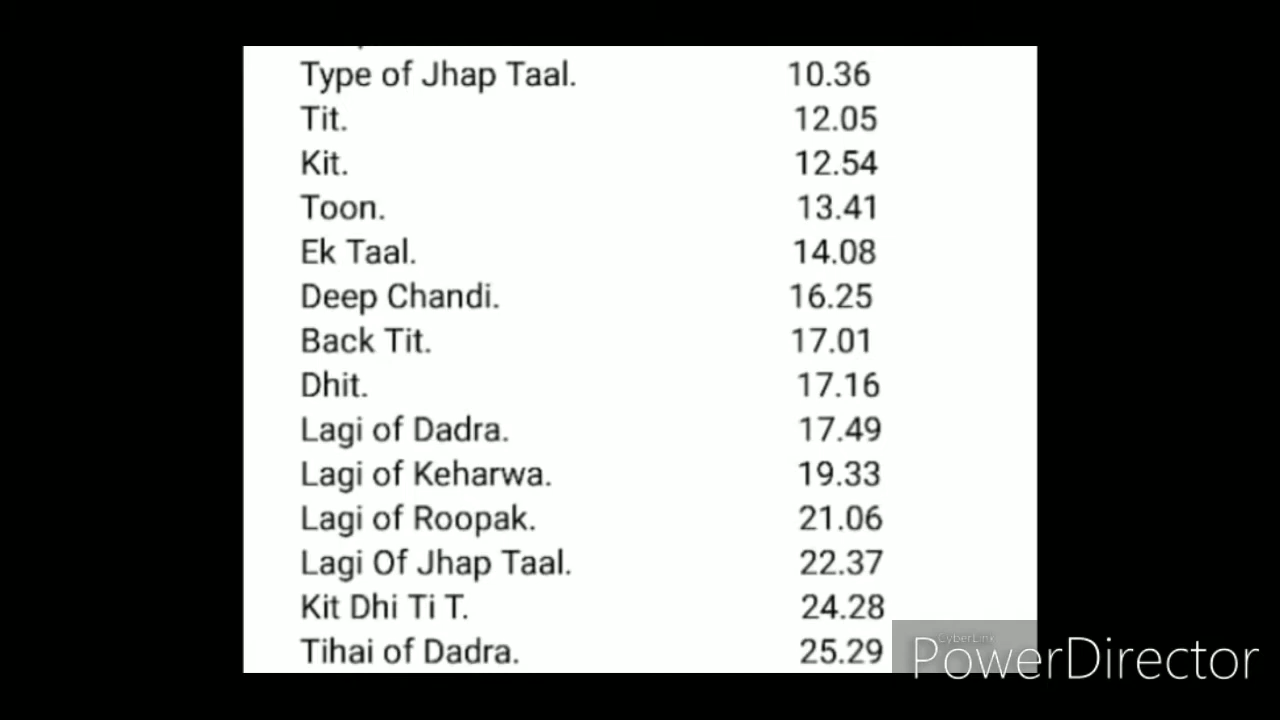 Type of Jhap Taal. 10.36
Tit. 12.05
Kit. 12.54
Toon. 13.41
Ek Taal. 14.08
Deep Chandi. 16.25
Back Tit. 17.01
Dhit. 17.16
Lagi of Dadra. 17.49
Lagi of Keharwa. 19.33
Lagi of Roopak. 21.06
Lagi Of Jhap Taal. 22.37
Kit Dhi Ti T. 24.28
Tihai of Dadra. 25.29
CyberLink
PowerDirector